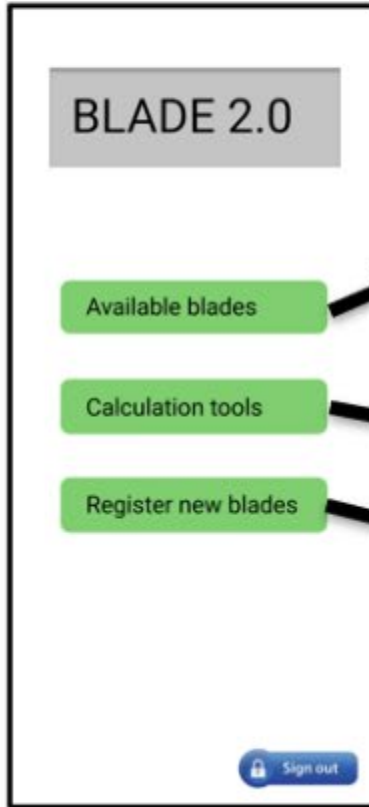 BLADE 2.0
Available blades
Calculation tools
Register new blades
Sign out